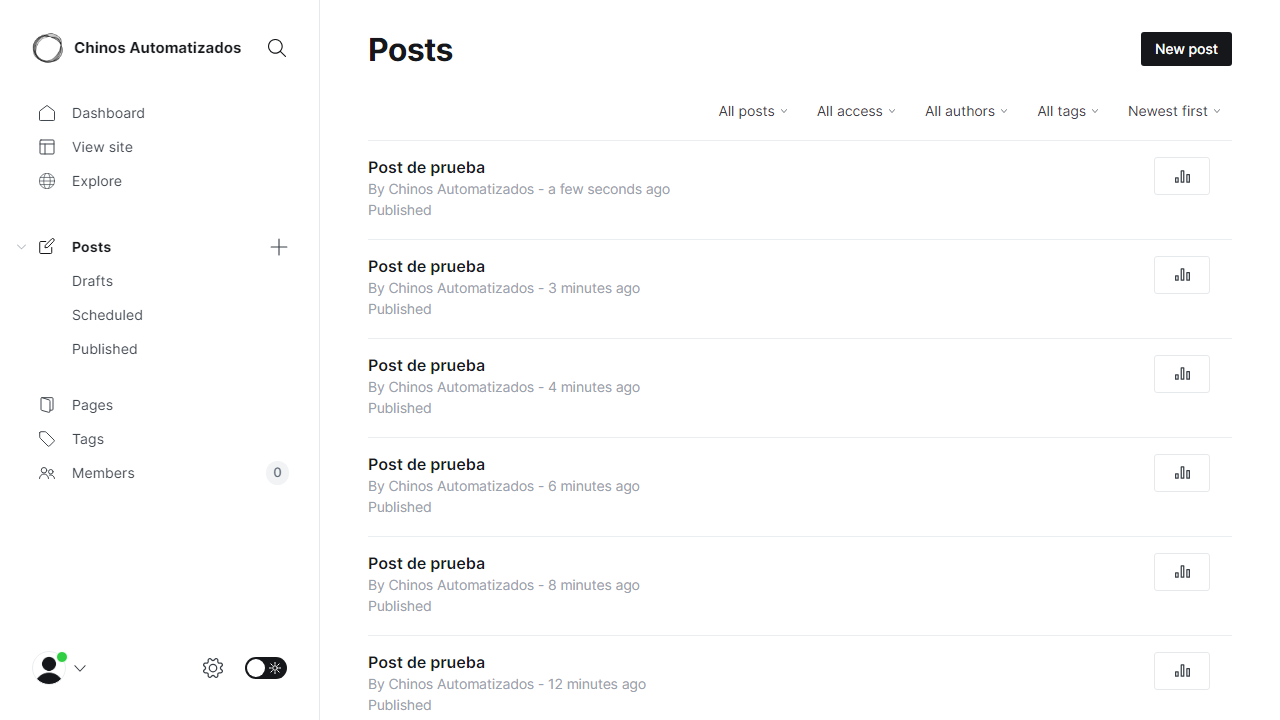 Chinos Automatizados
Dashboard
View site
Explore
Posts
Drafts
Scheduled
Published
Pages
Tags
Members 0
Posts
New post
All posts All access All authors All tags Newest first
Post de prueba
By Chinos Automatizados - a few seconds ago
Published
Post de prueba
By Chinos Automatizados - 3 minutes ago
Published
Post de prueba
By Chinos Automatizados - 4 minutes ago
Published
Post de prueba
By Chinos Automatizados - 6 minutes ago
Published
Post de prueba
By Chinos Automatizados - 8 minutes ago
Published
Post de prueba
By Chinos Automatizados - 12 minutes ago
Published